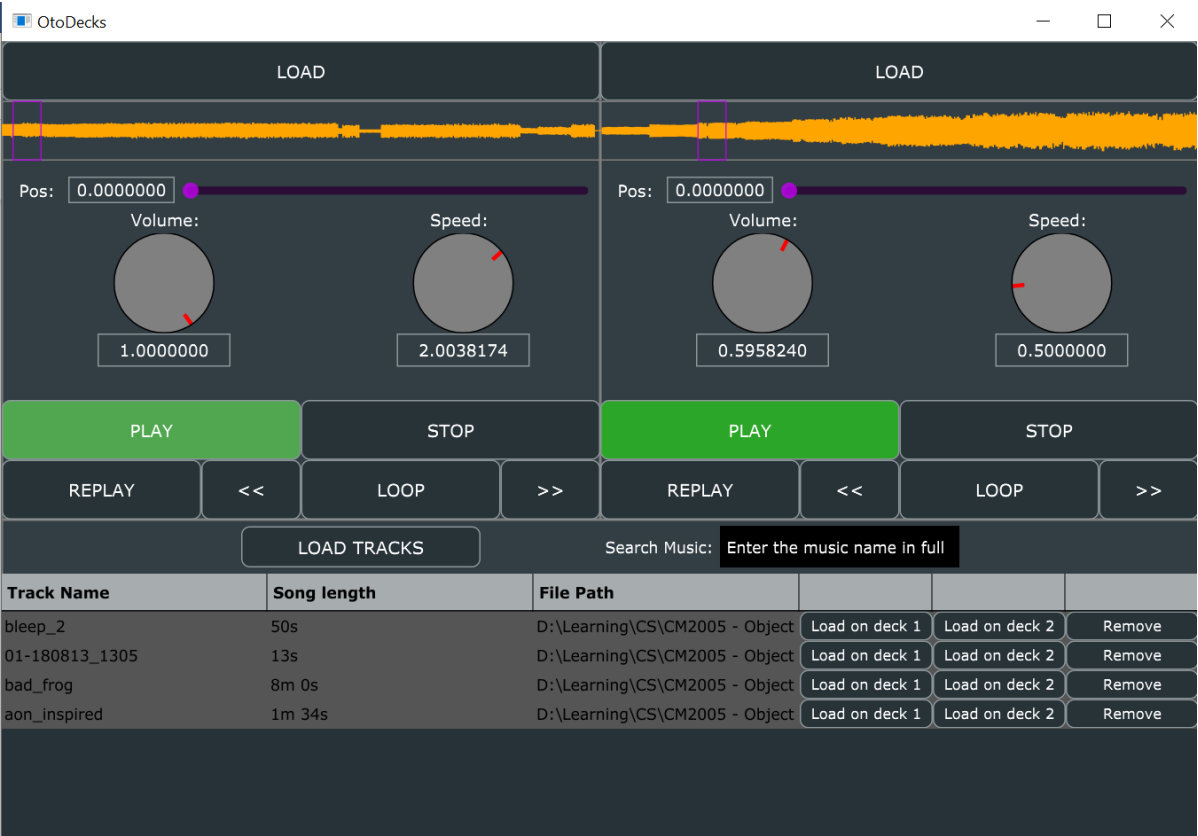 OtoDecks
LOAD LOAD
Pos: 0.0000000 Pos: 0.0000000
Volume: Speed: Volume: Speed:
1.0000000 2.0038174 0.5958240 0.5000000
PLAY STOP PLAY STOP
REPLAY << LOOP >> REPLAY << LOOP >>
LOAD TRACKS Search Music: Enter the music name in full
Track Name Song length File Path
bleep_2 50s D:\Learning\CS\CM2005 - Object Load on deck 1 Load on deck 2 Remove
01-180813_1305 13s D:\Learning\CS\CM2005 - Object Load on deck 1 Load on deck 2 Remove
bad_frog 8m 0s D:\Learning\CS\CM2005 - Object Load on deck 1 Load on deck 2 Remove
aon_inspired 1m 34s D:\Learning\CS\CM2005 - Object Load on deck 1 Load on deck 2 Remove